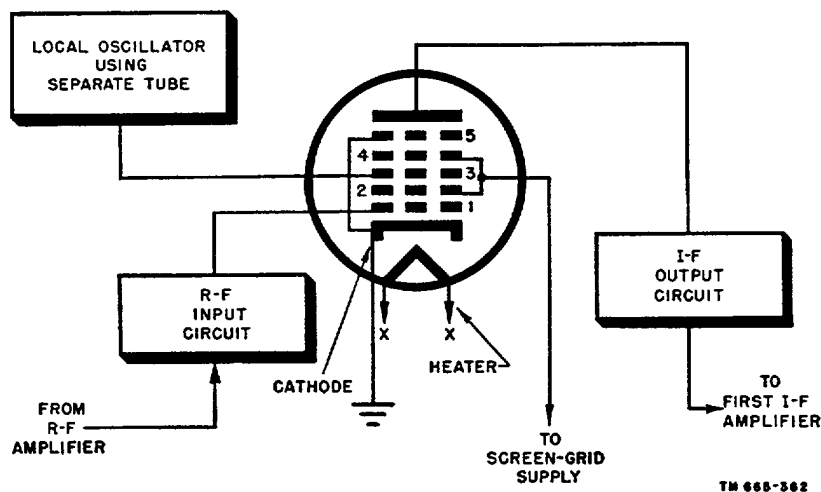 LOCAL OSCILLATOR
USING
SEPARATE TUBE
5
4
3
2
1
R-F
INPUT
CIRCUIT
I-F
OUTPUT
CIRCUIT
X
X
HEATER
CATHODE
FROM
R-F
AMPLIFIER
TO
SCREEN-GRID
SUPPLY
TO
FIRST I-F
AMPLIFIER
TM 665-362